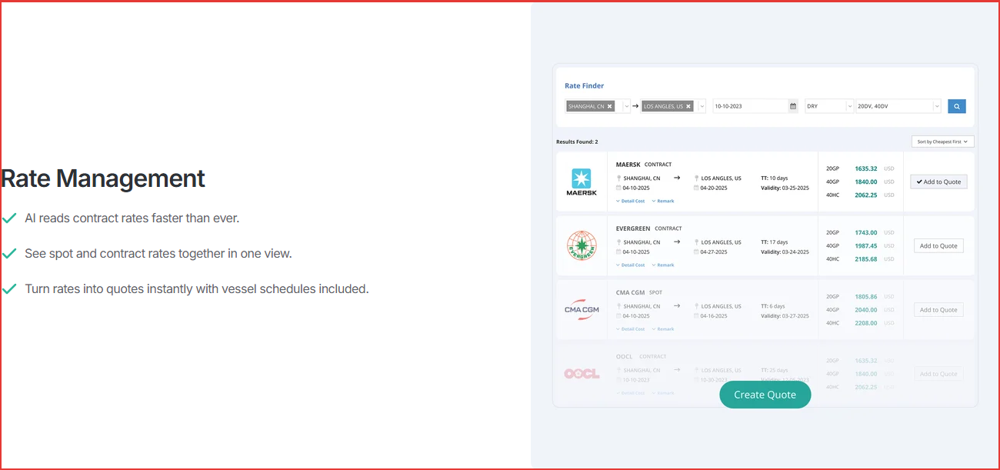 Rate Management
AI reads contract rates faster than ever.
See spot and contract rates together in one view.
Turn rates into quotes instantly with vessel schedules included.
Rate Finder
SHANGHAI, CN ✖ → LOS ANGLES, US ✖ 10-10-2023 DRY 20DV, 40DV
Results Found: 2 Sort by Cheapest First
MAERSK
MAERSK CONTRACT
SHANGHAI, CN → LOS ANGLES, US TT: 10 days
04-10-2025 04-20-2025 Validity: 03-25-2025
Detail Cost Remark
20GP 1635.32 USD
40GP 1840.00 USD
40HC 2062.25 USD
✔ Add to Quote
EVERGREEN
EVERGREEN CONTRACT
SHANGHAI, CN → LOS ANGLES, US TT: 17 days
04-10-2025 04-27-2025 Validity: 03-24-2025
Detail Cost Remark
20GP 1743.00 USD
40GP 1987.45 USD
40HC 2185.68 USD
Add to Quote
CMA CGM
CMA CGM SPOT
SHANGHAI, CN → LOS ANGLES, US TT: 6 days
04-10-2025 04-16-2025 Validity: 03-27-2025
Detail Cost Remark
20GP 1805.86 USD
40GP 2040.00 USD
40HC 2208.00 USD
Add to Quote
OOCL
OOCL CONTRACT
SHANGHAI, CN → LOS ANGLES, US TT: 25 days
10-10-2023 10-30-2023
Detail Cost Remark
20GP 1635.32 USD
40GP 1840.00 USD
40HC 2062.25
Add to Quote
Create Quote